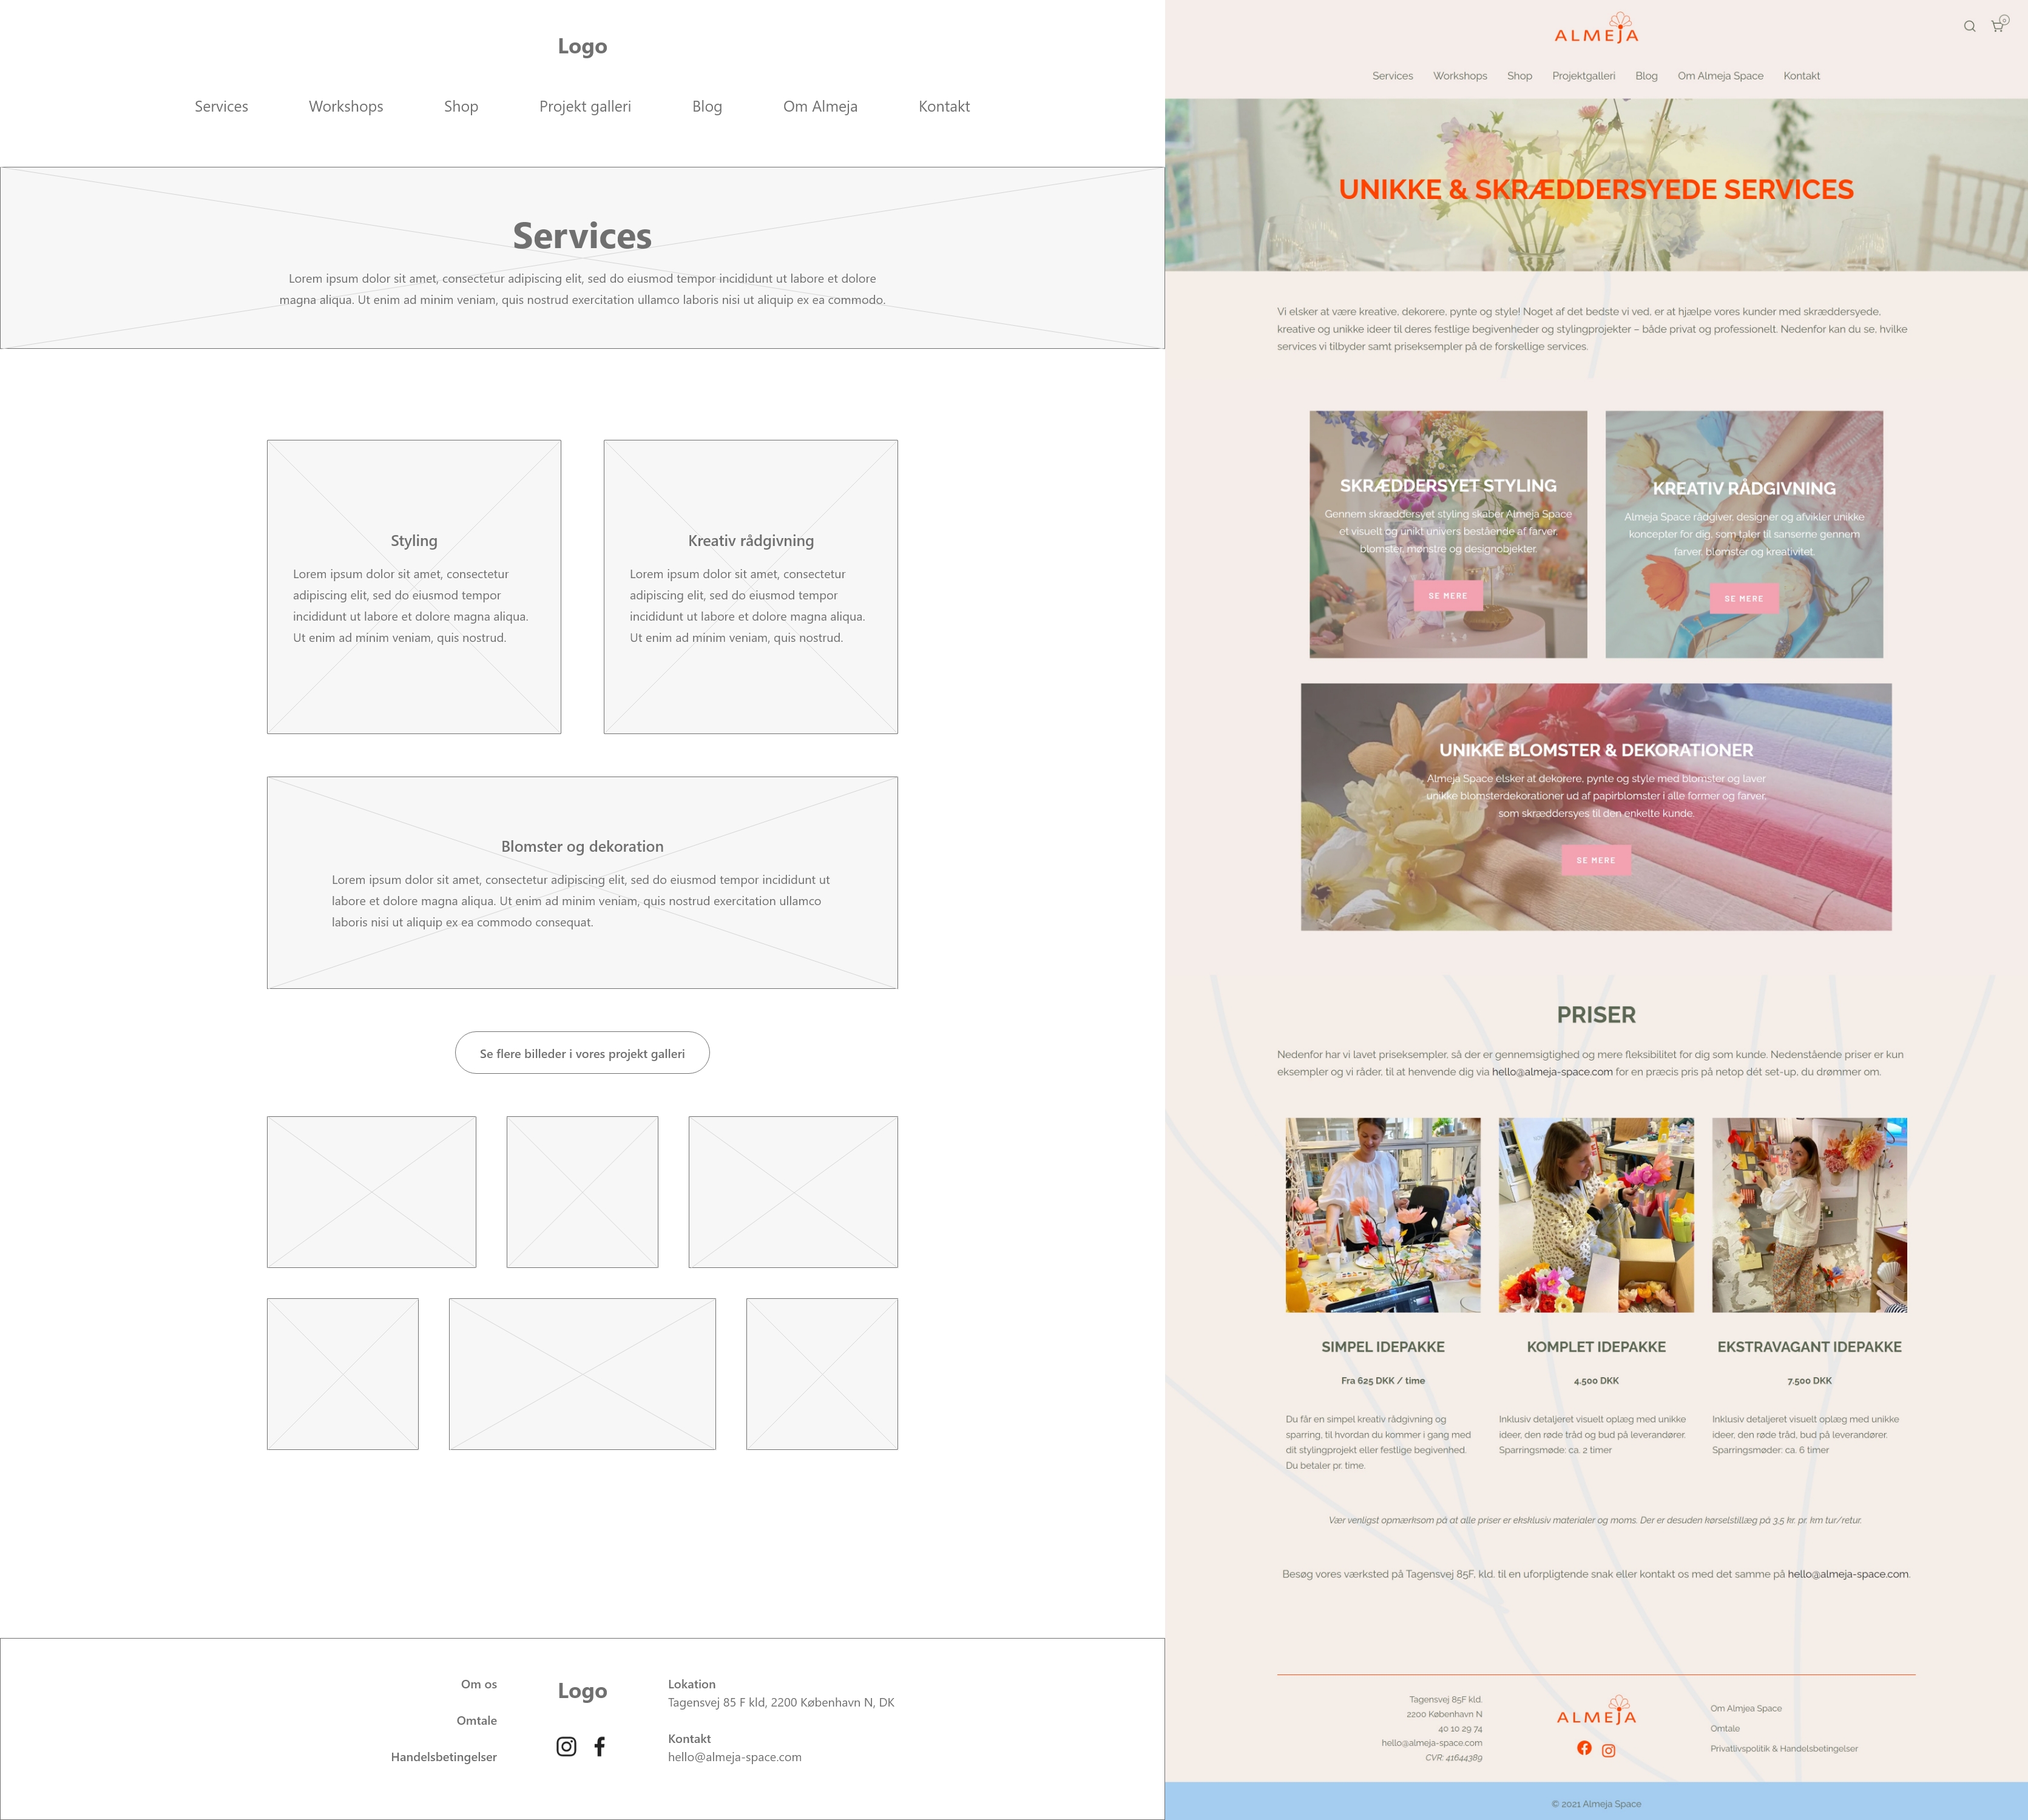 Logo
Services Workshops Shop Projekt galleri Blog Om Almeja Kontakt
Services
Lorem ipsum dolor sit amet, consectetur adipiscing elit, sed do eiusmod tempor incididunt ut labore et dolore
magna aliqua. Ut enim ad minim veniam, quis nostrud exercitation ullamco laboris nisi ut aliquip ex ea commodo.
Styling
Lorem ipsum dolor sit amet, consectetur
adipiscing elit, sed do eiusmod tempor
incididunt ut labore et dolore magna aliqua.
Ut enim ad minim veniam, quis nostrud.
Kreativ rådgivning
Lorem ipsum dolor sit amet, consectetur
adipiscing elit, sed do eiusmod tempor
incididunt ut labore et dolore magna aliqua.
Ut enim ad minim veniam, quis nostrud.
Blomster og dekoration
Lorem ipsum dolor sit amet, consectetur adipiscing elit, sed do eiusmod tempor incididunt ut
labore et dolore magna aliqua. Ut enim ad minim veniam, quis nostrud exercitation ullamco
laboris nisi ut aliquip ex ea commodo consequat.
Se flere billeder i vores projekt galleri
Om os
Omtale
Handelsbetingelser
Logo
Lokation
Tagensvej 85 F kld, 2200 København N, DK
Kontakt
hello@almeja-space.com
ALMEJA
0
Services Workshops Shop Projektgalleri Blog Om Almeja Space Kontakt
UNIKKE & SKRÆDDERSYEDE SERVICES
Vi elsker at være kreative, dekorere, pynte og style! Noget af det bedste vi ved, er at hjælpe vores kunder med skræddersyede,
kreative og unikke ideer til deres festlige begivenheder og stylingprojekter – både privat og professionelt. Nedenfor kan du se, hvilke
services vi tilbyder samt priseksempler på de forskellige services.
SKRÆDDERSYET STYLING
Gennem skræddersyet styling skaber Almeja Space
et visuelt og unikt univers bestående af farver,
blomster, mønstre og designobjekter.
SE MERE
KREATIV RÅDGIVNING
Almeja Space rådgiver, designer og afvikler unikke
koncepter for dig, som taler til sanserne gennem
farver, blomster og kreativitet.
SE MERE
UNIKKE BLOMSTER & DEKORATIONER
Almeja Space elsker at dekorere, pynte og style med blomster og laver
unikke blomsterdekorationer ud af papirblomster i alle former og farver,
som skræddersyes til den enkelte kunde.
SE MERE
PRISER
Nedenfor har vi lavet priseksempler, så der er gennemsigtighed og mere fleksibilitet for dig som kunde. Nedenstående priser er kun
eksempler og vi råder, til at henvende dig via hello@almeja-space.com for en præcis pris på netop dét set-up, du drømmer om.
SIMPEL IDEPAKKE
Fra 625 DKK / time
Du får en simpel kreativ rådgivning og
sparring, til hvordan du kommer i gang med
dit stylingprojekt eller festlige begivenhed.
Du betaler pr. time.
KOMPLET IDEPAKKE
4.500 DKK
Inklusiv detaljeret visuelt oplæg med unikke
ideer, den røde tråd og bud på leverandører.
Sparringsmøde: ca. 2 timer
EKSTRAVAGANT IDEPAKKE
7.500 DKK
Inklusiv detaljeret visuelt oplæg med unikke
ideer, den røde tråd, bud på leverandører.
Sparringsmøder: ca. 6 timer
Vær venligst opmærksom på at alle priser er eksklusiv materialer og moms. Der er desuden kørselstillæg på 3,5 kr. pr. km tur/retur.
Besøg vores værksted på Tagensvej 85F, kld. til en uforpligtende snak eller kontakt os med det samme på hello@almeja-space.com.
Tagensvej 85F kld.
2200 København N
40 10 29 74
hello@almeja-space.com
CVR: 41644389
ALMEJA
Om Almjea Space
Omtale
Privatlivspolitik & Handelsbetingelser
© 2021 Almeja Space